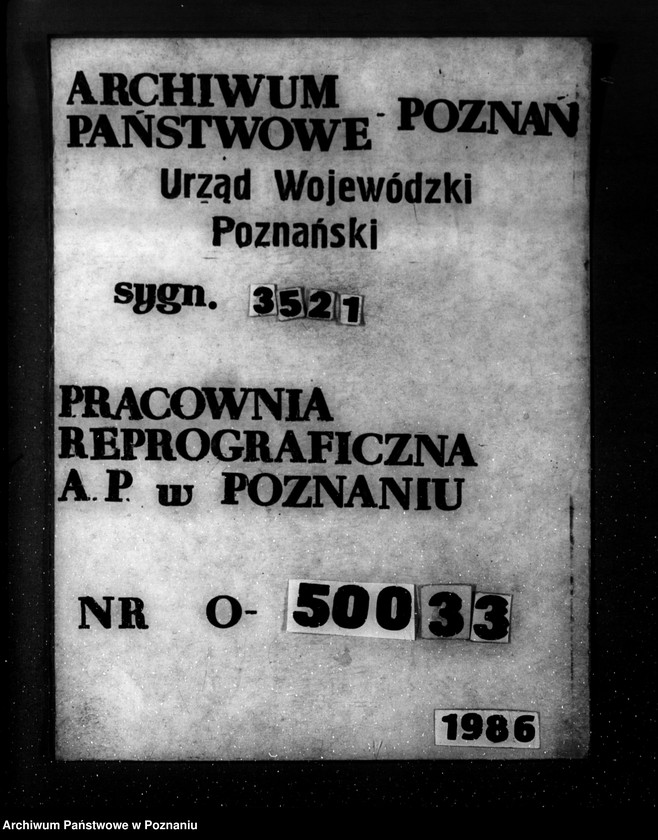 ARCHIWUM
PAŃSTWOWE - POZNAŃ
Urząd Wojewódzki
Poznański
sygn. 3521
PRACOWNIA
REPROGRAFICZNA
A.P. w POZNANIU
NR O- 50033
1986
Archiwum Państwowe w Poznaniu